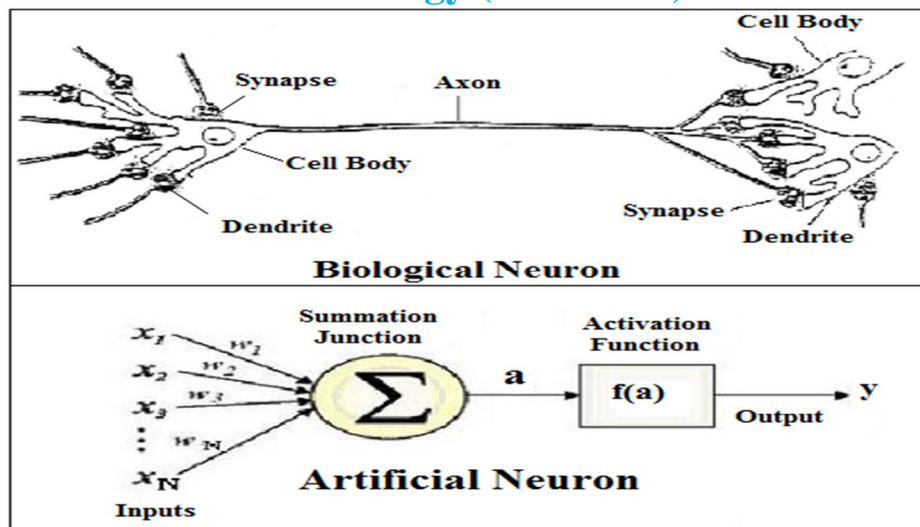 Cell Body
Synapse
Axon
Cell Body
Dendrite
Synapse
Dendrite
Biological Neuron
Summation
Junction
Activation
Function
x1
w1
x2
w2
x3
w3
wN
xN
Inputs
Σ
a
f(a)
y
Output
Artificial Neuron